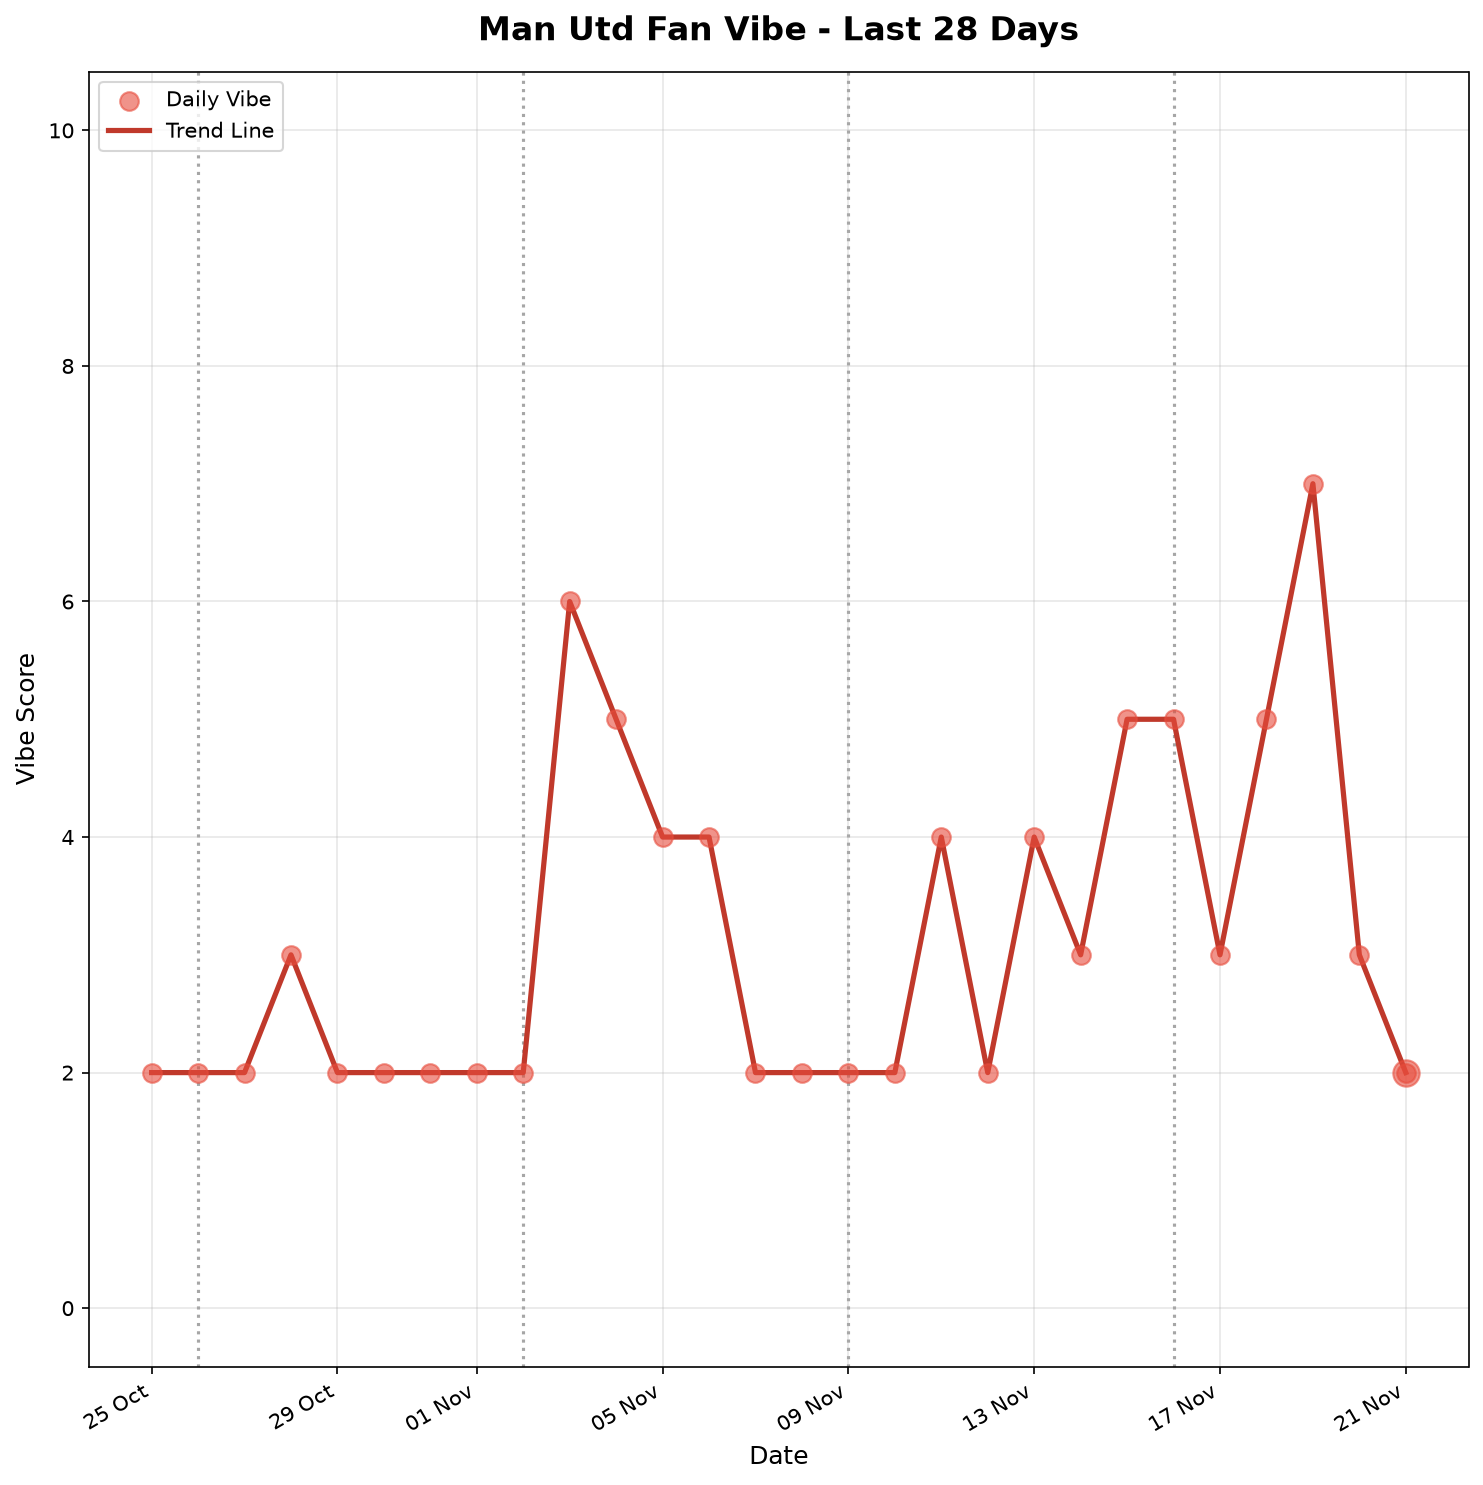 Man Utd Fan Vibe - Last 28 Days
Daily Vibe
Trend Line
10
8
6
4
2
0
Vibe Score
25 Oct
29 Oct
01 Nov
05 Nov
09 Nov
13 Nov
17 Nov
21 Nov
Date